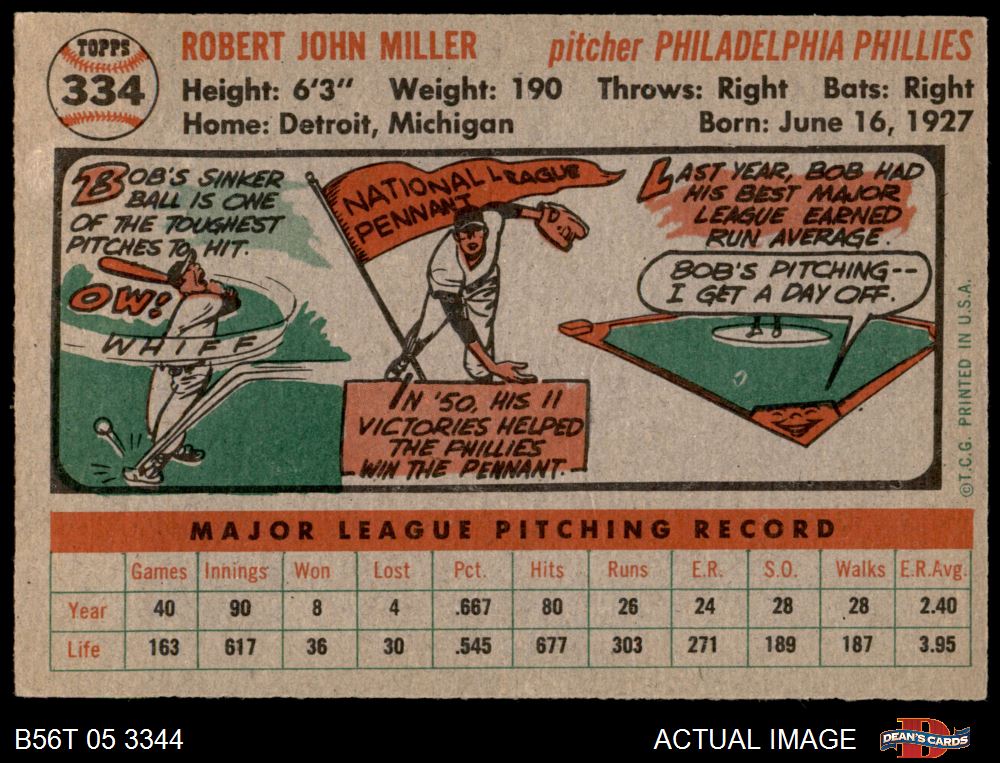 TOPPS
334
ROBERT JOHN MILLER pitcher PHILADELPHIA PHILLIES
Height: 6'3" Weight: 190 Throws: Right Bats: Right
Home: Detroit, Michigan Born: June 16, 1927
BOB'S SINKER
BALL IS ONE
OF THE TOUGHEST
PITCHES TO HIT.
OW!
WHIFF
NATIONAL LEAGUE
PENNANT
IN '50, HIS 11
VICTORIES HELPED
THE PHILLIES
WIN THE PENNANT.
LAST YEAR, BOB HAD
HIS BEST MAJOR
LEAGUE EARNED
RUN AVERAGE.
BOB'S PITCHING--
I GET A DAY OFF.
©T.C.G. PRINTED IN U.S.A.
MAJOR LEAGUE PITCHING RECORD
Games Innings Won Lost Pct. Hits Runs E.R. S.O. Walks E.R.Avg.
Year 40 90 8 4 .667 80 26 24 28 28 2.40
Life 163 617 36 30 .545 677 303 271 189 187 3.95
B56T 05 3344
ACTUAL IMAGE
D
DEAN'S CARDS